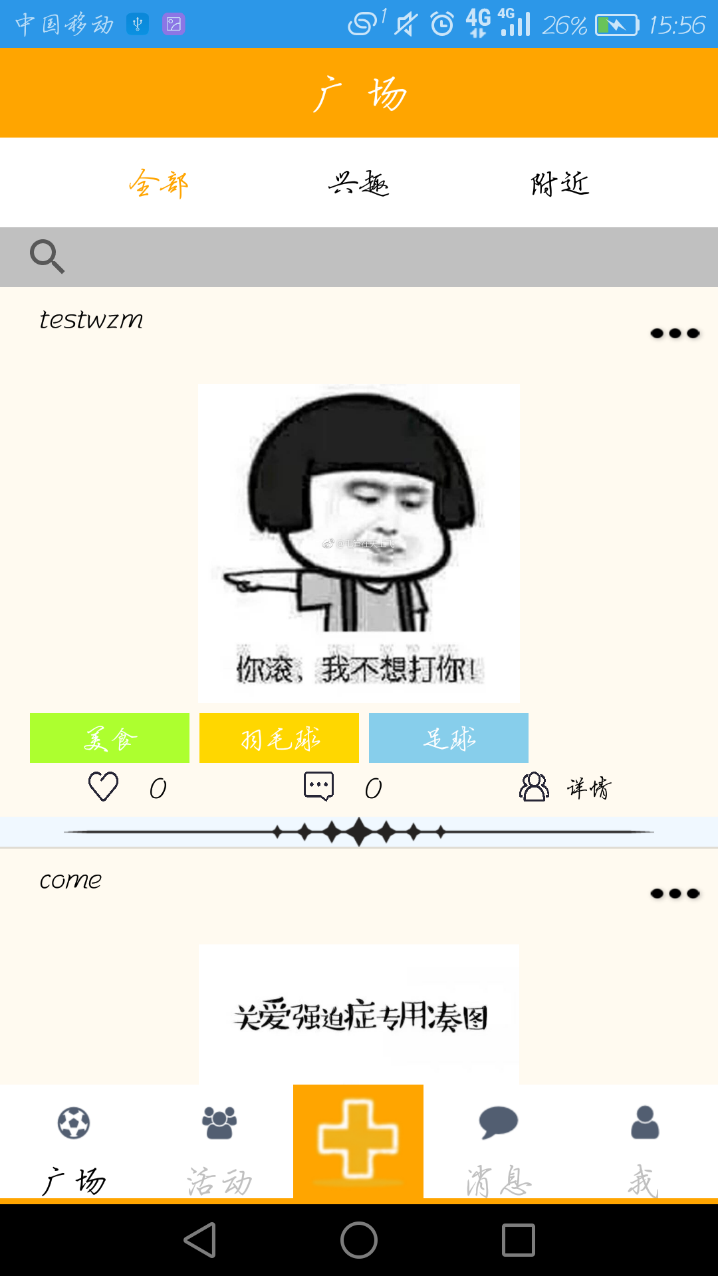 中国移动 1 4G 4G 26% 15:56
广场
全部 兴趣 附近
testwzm
你滚，我不想打你！
美食 羽毛球 足球
0 0 详情
come
关爱强迫症专用凑图
广场 活动 消息 我